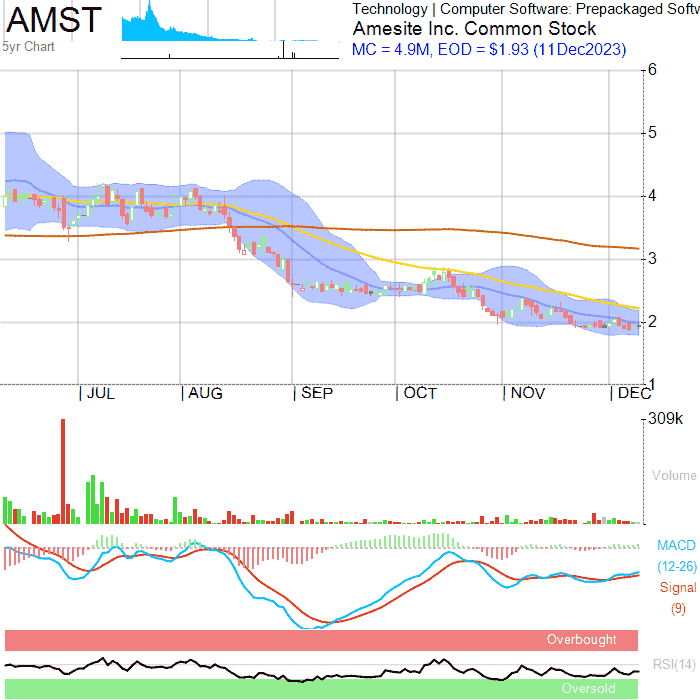 AMST
5yr Chart
Technology | Computer Software: Prepackaged Softw
Amesite Inc. Common Stock
MC = 4.9M, EOD = $1.93 (11Dec2023)
6
5
4
3
2
1
JUL
AUG
SEP
OCT
NOV
DEC
309k
Volume
MACD
(12-26)
Signal
(9)
Overbought
RSI(14)
Oversold